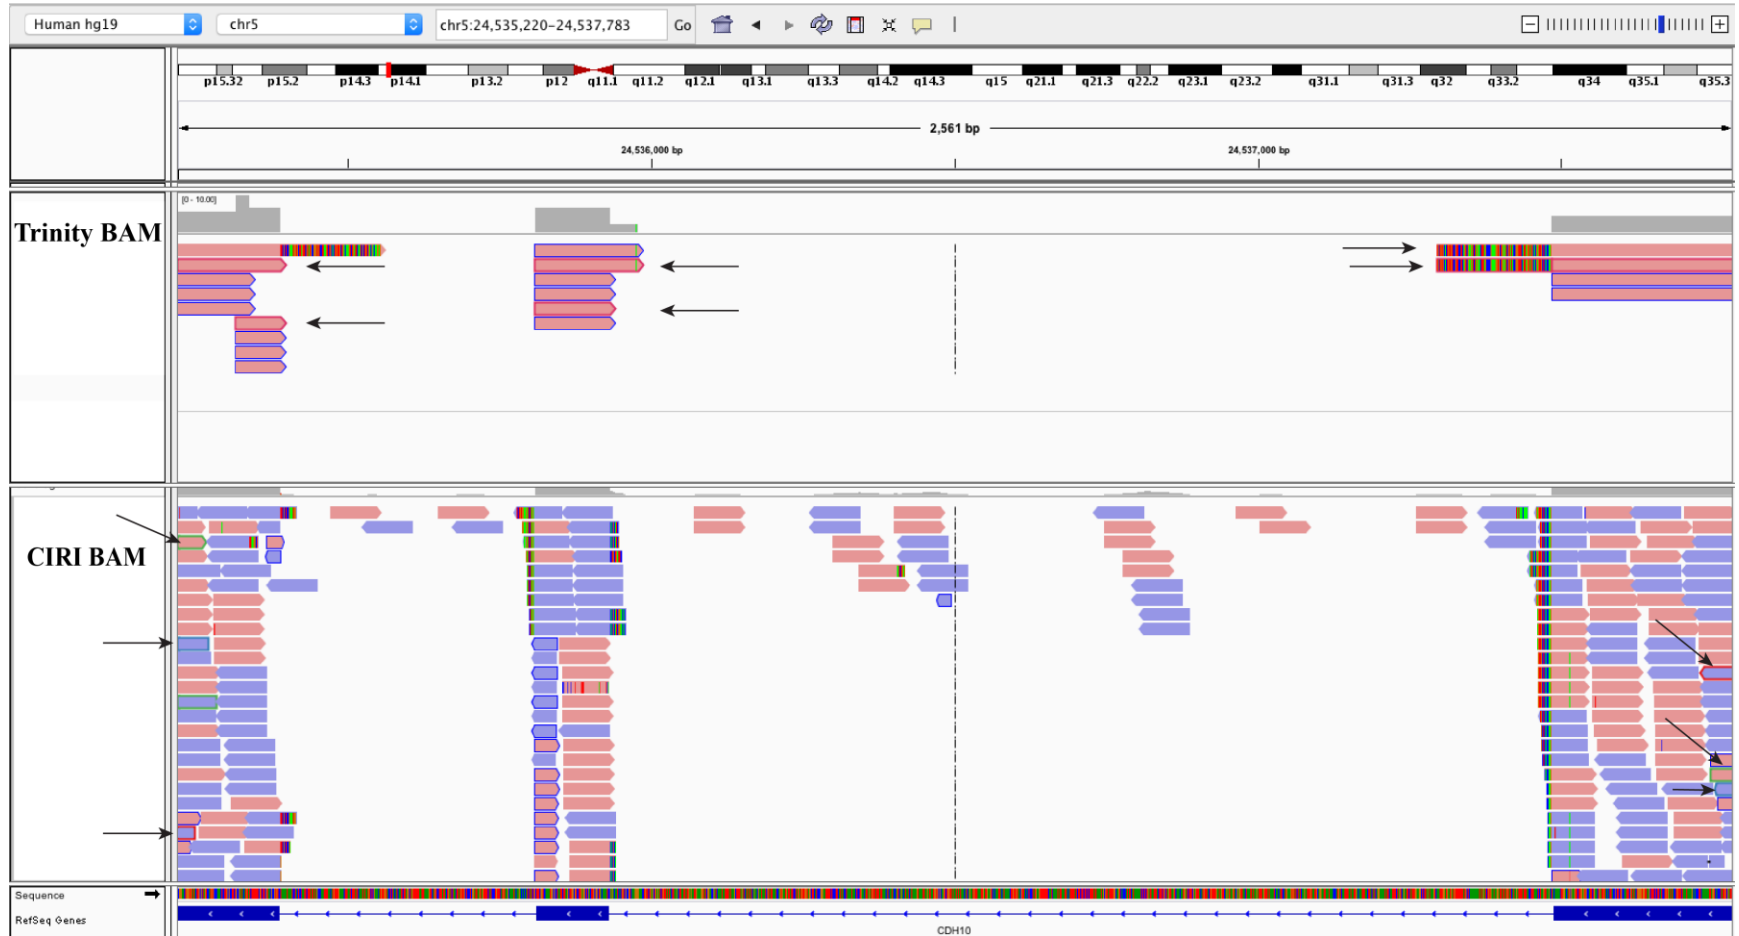 Human hg19 chr5 chr5:24,535,220-24,537,783 Go
p15.32 p15.2 p14.3 p14.1 p13.2 p12 q11.1 q11.2 q12.1 q13.1 q13.3 q14.2 q14.3 q15 q21.1 q21.3 q22.2 q23.1 q23.2 q31.1 q31.3 q32 q33.2 q34 q35.1 q35.3
2,561 bp
24,536,000 bp 24,537,000 bp
[0 - 10.00]
Trinity BAM
CIRI BAM
Sequence
RefSeq Genes
CDH10